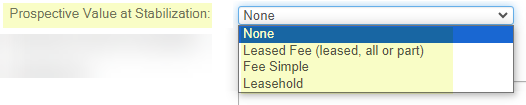 Prospective Value at Stabilization: None
None
Leased Fee (leased, all or part)
Fee Simple
Leasehold